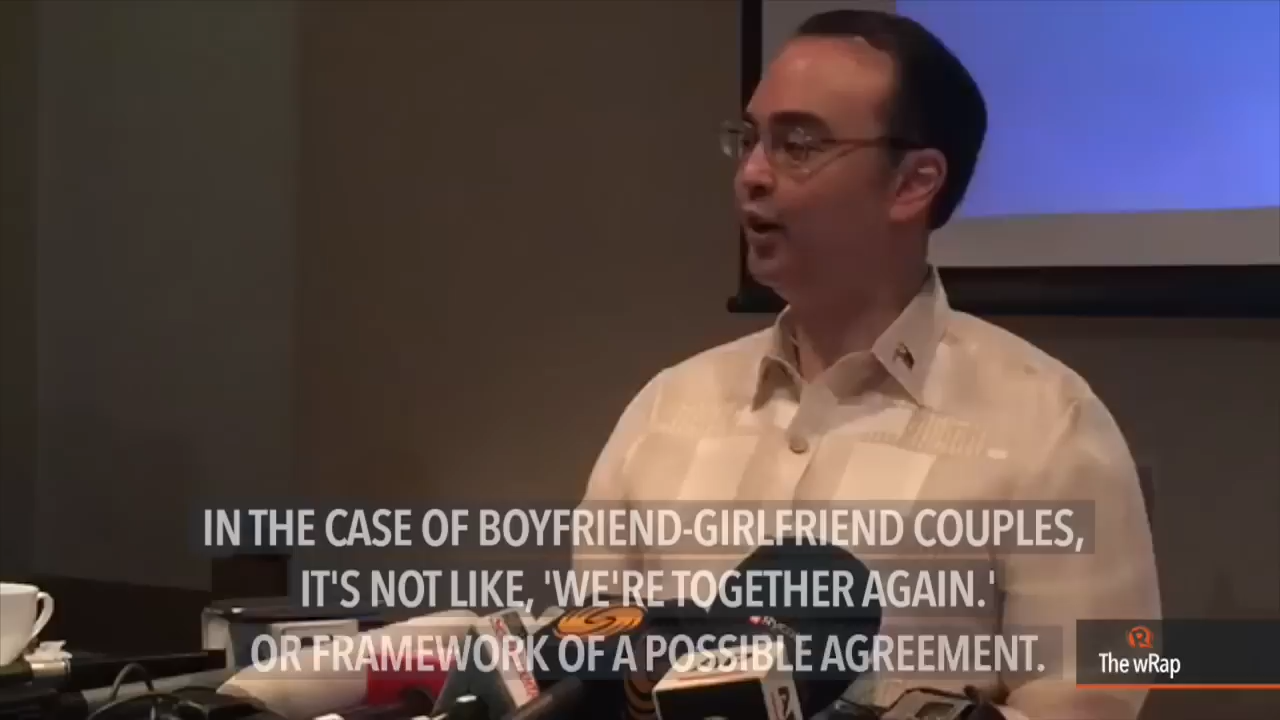 IN THE CASE OF BOYFRIEND-GIRLFRIEND COUPLES,
IT'S NOT LIKE, 'WE'RE TOGETHER AGAIN.'
OR FRAMEWORK OF A POSSIBLE AGREEMENT.
The wRap